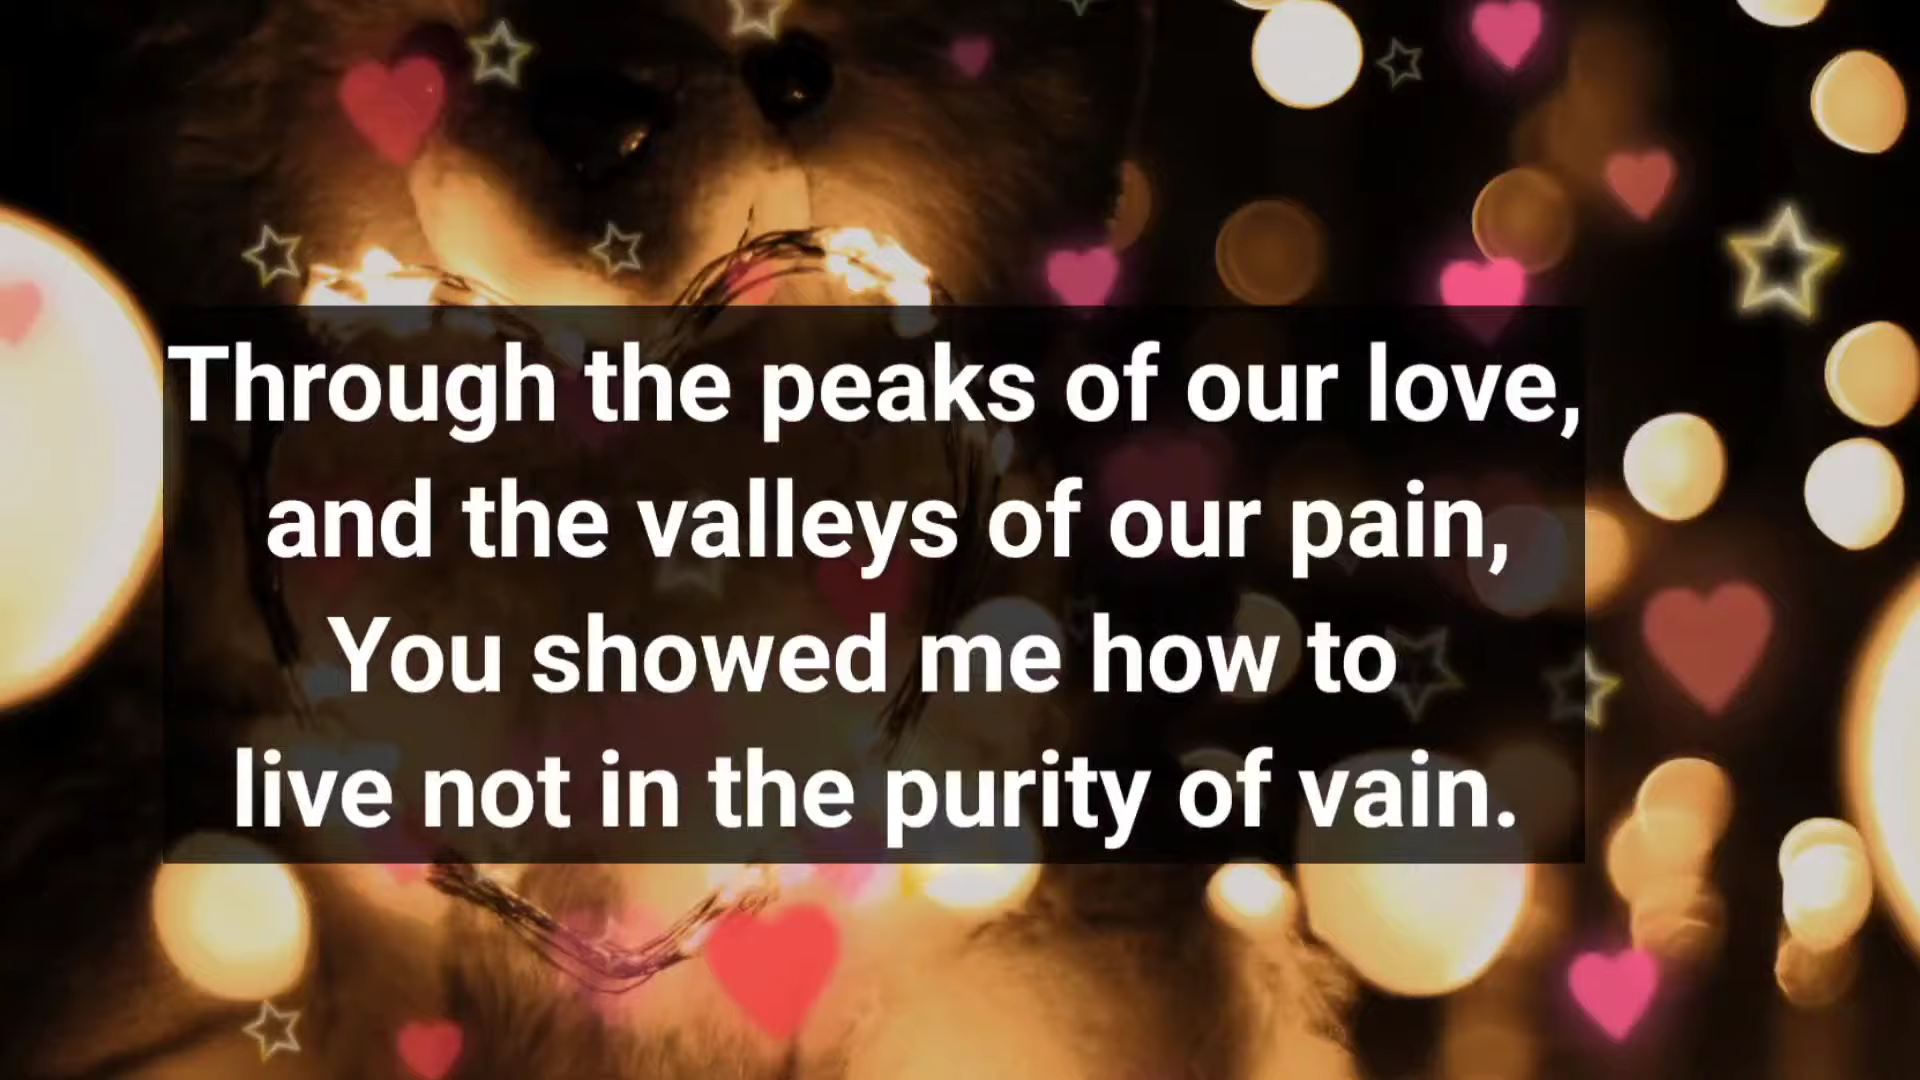 Through the peaks of our love,
and the valleys of our pain,
You showed me how to
live not in the purity of vain.